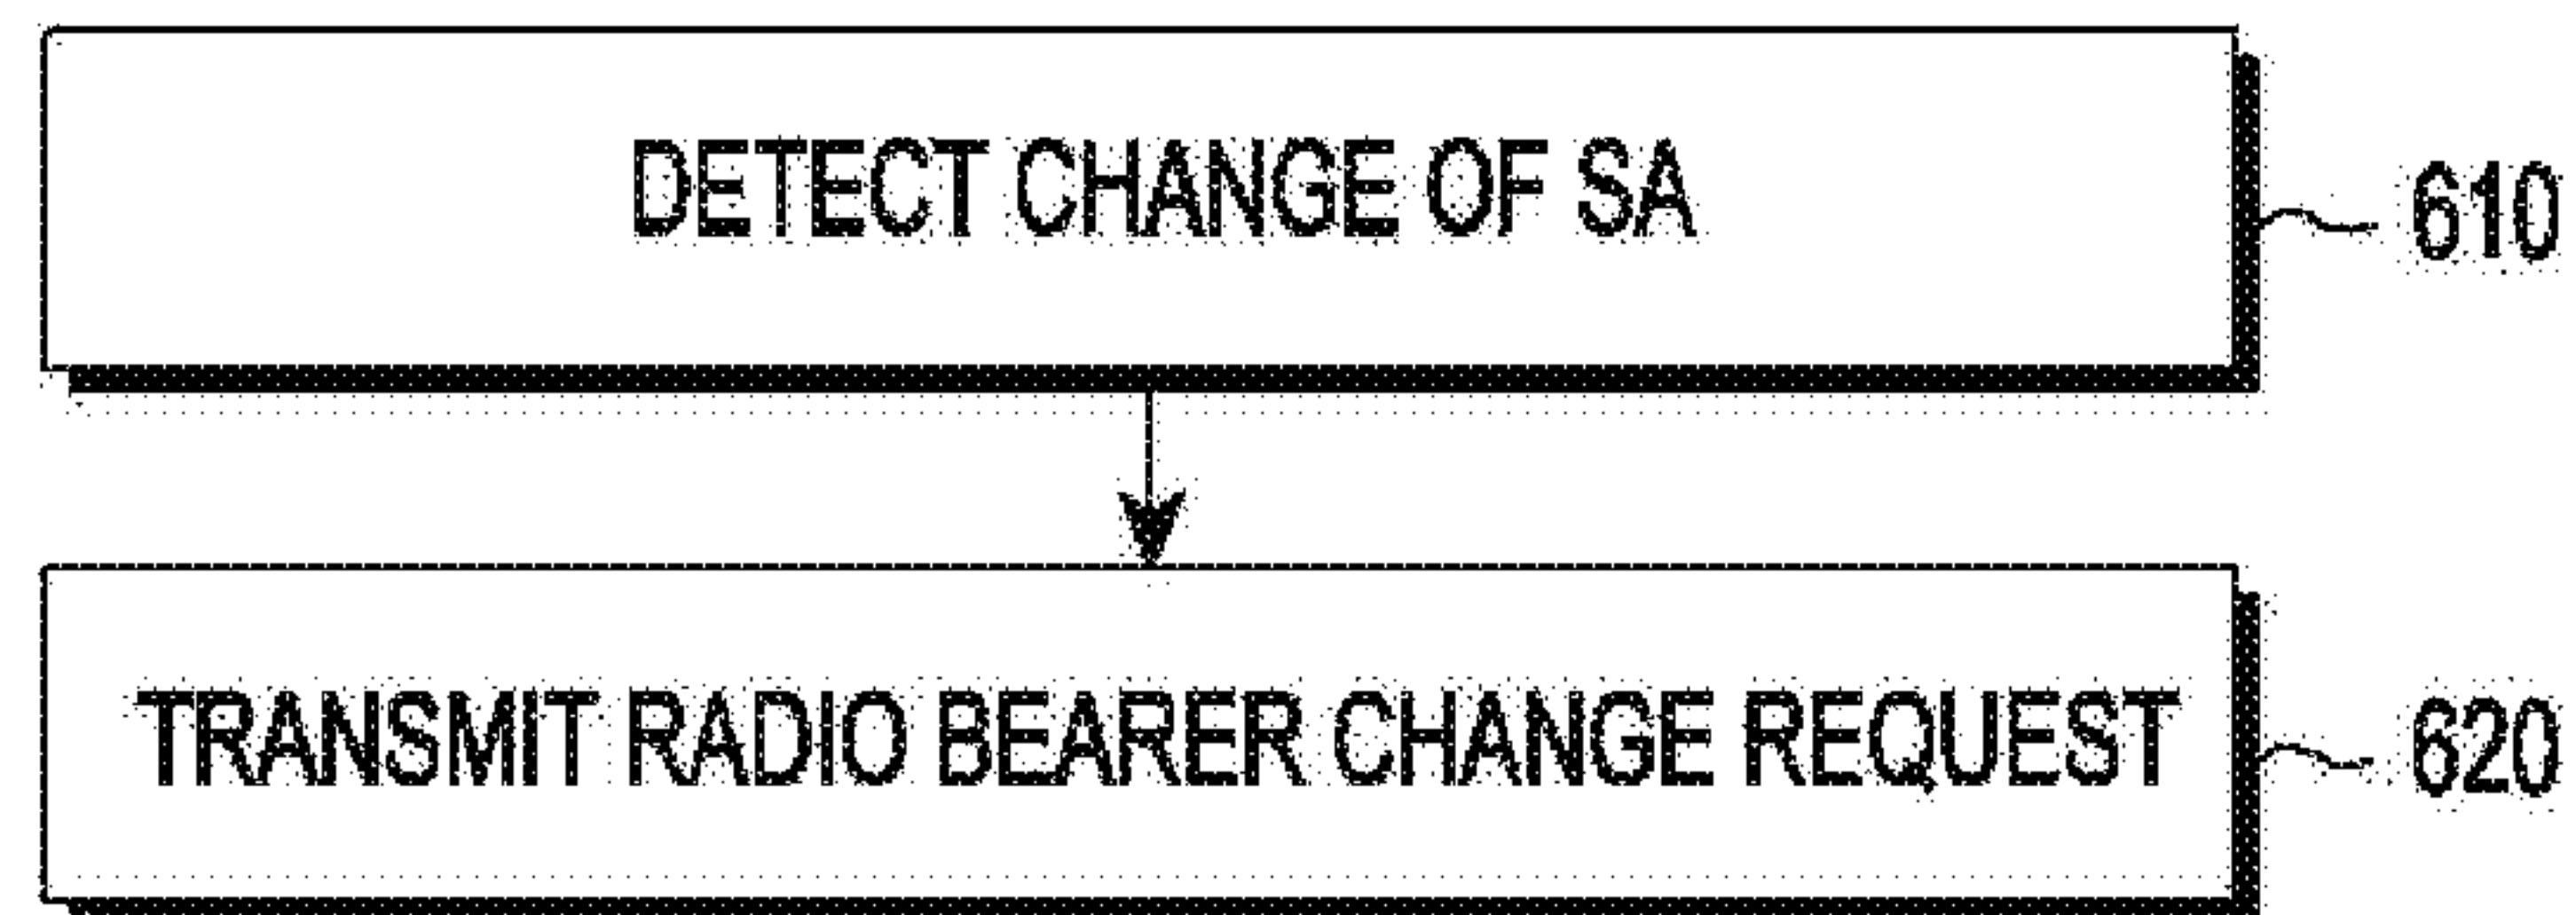 DETECT CHANGE OF SA
610
TRANSMIT RADIO BEARER CHANGE REQUEST
620